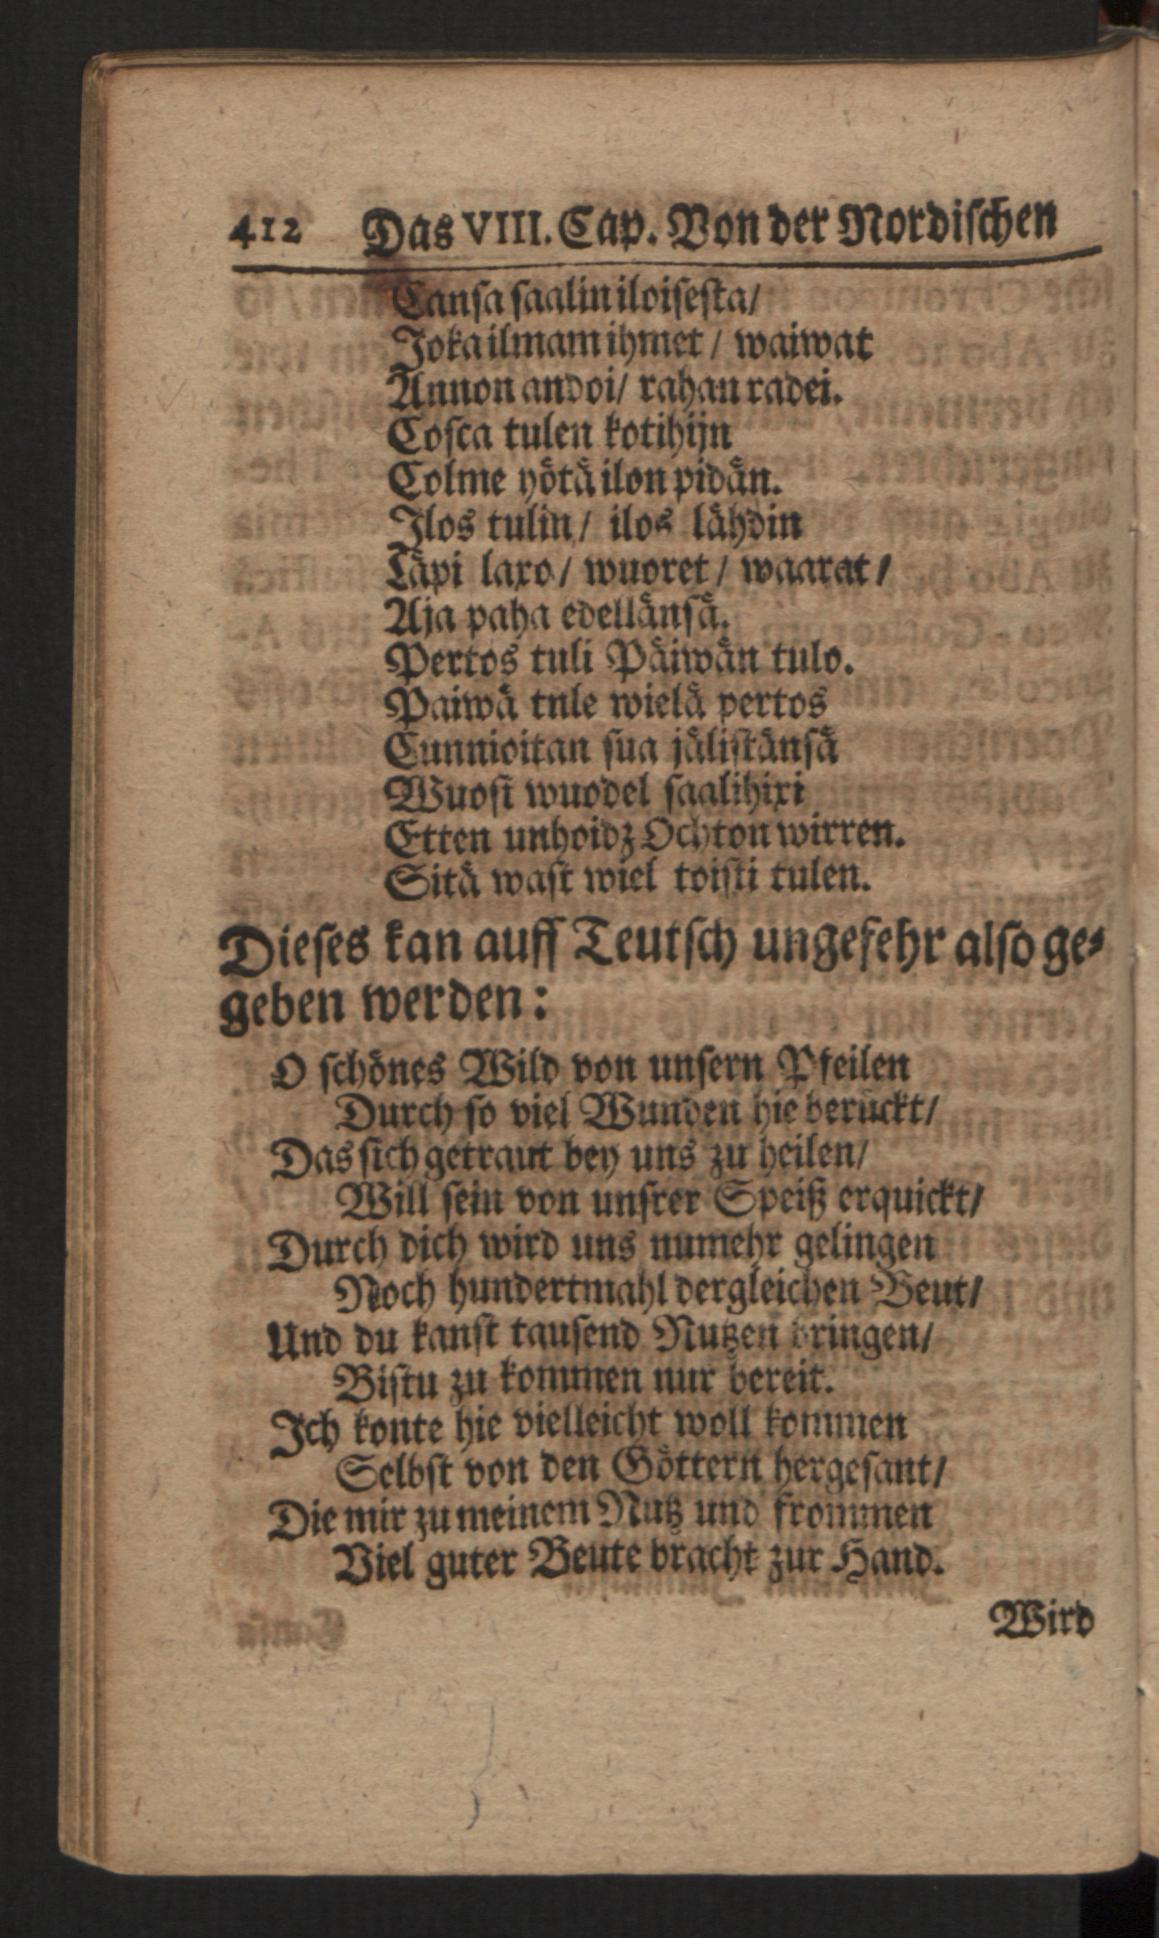 412 Das VIII. Cap. Von der Nordischen
Cansa saalin iloisesta/
Joka ilmam ihmet / waiwat
Annon andoi/ rahan radei.
Cosca tulen kotihijn
Colme yötä ilon pidän.
Ilos tulin/ ilos lähdin
Läpi laxo/ wuoret/ waarat/
Aja paha edellänsä.
Pertos tuli Päiwän tulo.
Paiwä tnle wielä pertos
Cunnioitan sua jälistänsä
Wuosi wuodel saalihixi
Etten unhoidz Ochton wirren.
Sitä wast wiel toisti tulen.
Dieses kan auff Teutsch ungefehr also ge-
geben werden:
O schönes Wild von unsern Pfeilen
Durch so viel Wunden hie berückt/
Das sich getraut bey uns zu heilen/
Will sein von unsrer Speiß erquickt/
Durch dich wird uns numehr gelingen
Noch hundertmahl dergleichen Beut/
Und du kanst tausend Nutzen bringen/
Bistu zu kommen nur bereit.
Ich konte hie vielleicht woll kommen
Selbst von den Göttern hergesant/
Die mir zu meinem Nutz und frommen
Viel guter Beute bracht zur Hand.
Wird